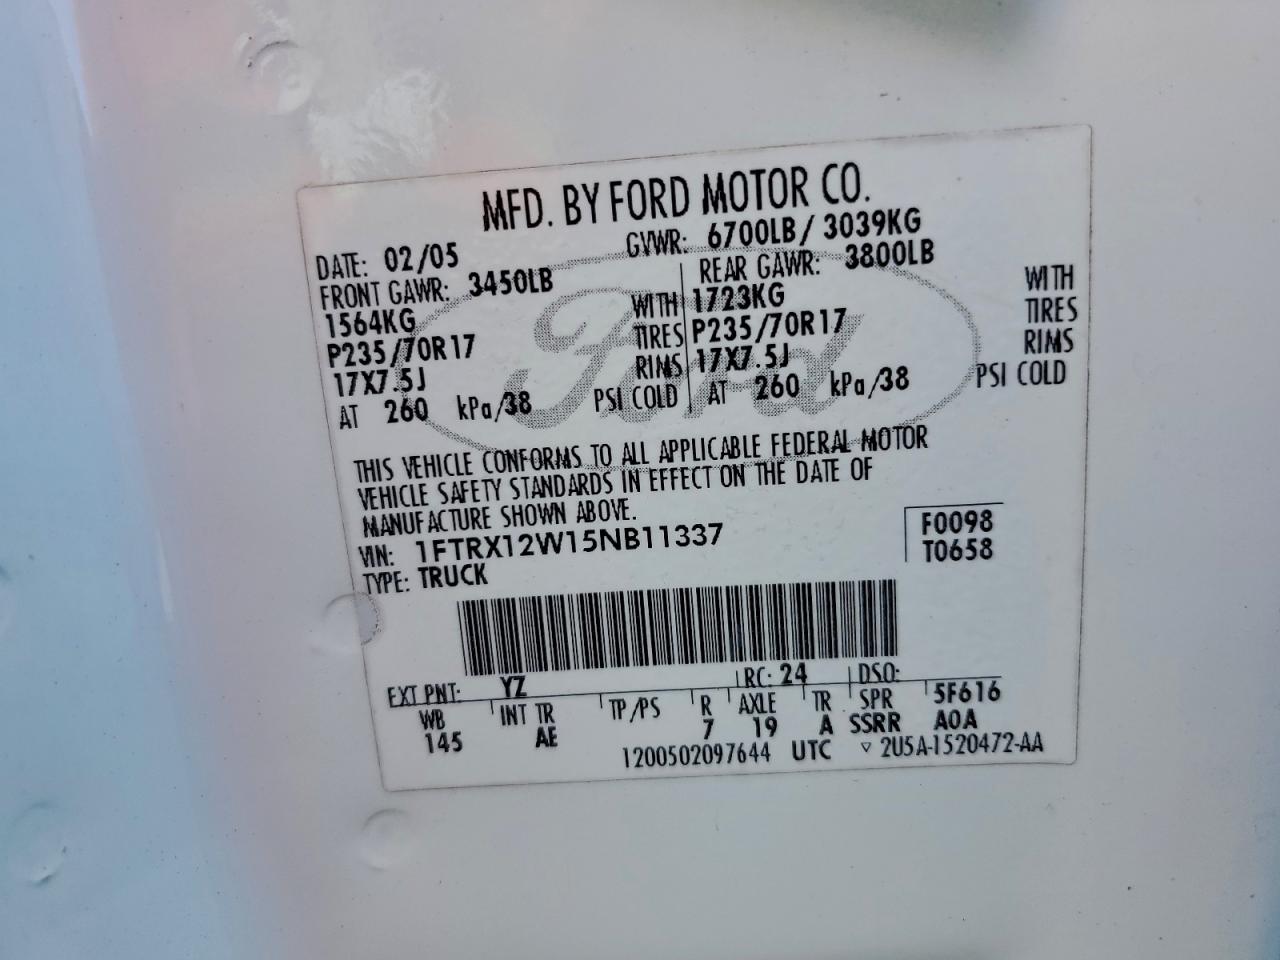 MFD. BY FORD MOTOR CO.
DATE: 02/05 GVWR: 6700LB/ 3039KG
FRONT GAWR: 3450LB REAR GAWR: 3800LB
1564KG WITH 1723KG WITH
P235/70R17 TIRES P235/70R17 TIRES
17X7.5J RIMS 17X7.5J RIMS
AT 260 kPa/38 PSI COLD AT 260 kPa/38 PSI COLD
Ford
THIS VEHICLE CONFORMS TO ALL APPLICABLE FEDERAL MOTOR
VEHICLE SAFETY STANDARDS IN EFFECT ON THE DATE OF
MANUFACTURE SHOWN ABOVE.
VIN: 1FTRX12W15NB11337 F0098
TYPE: TRUCK T0658
EXT PNT: YZ RC: 24 DSO:
WB INT TR TP/PS R AXLE TR SPR 5F616
145 AE 7 19 A SSRR A0A
1200502097644 UTC ▽ 2U5A-1520472-AA